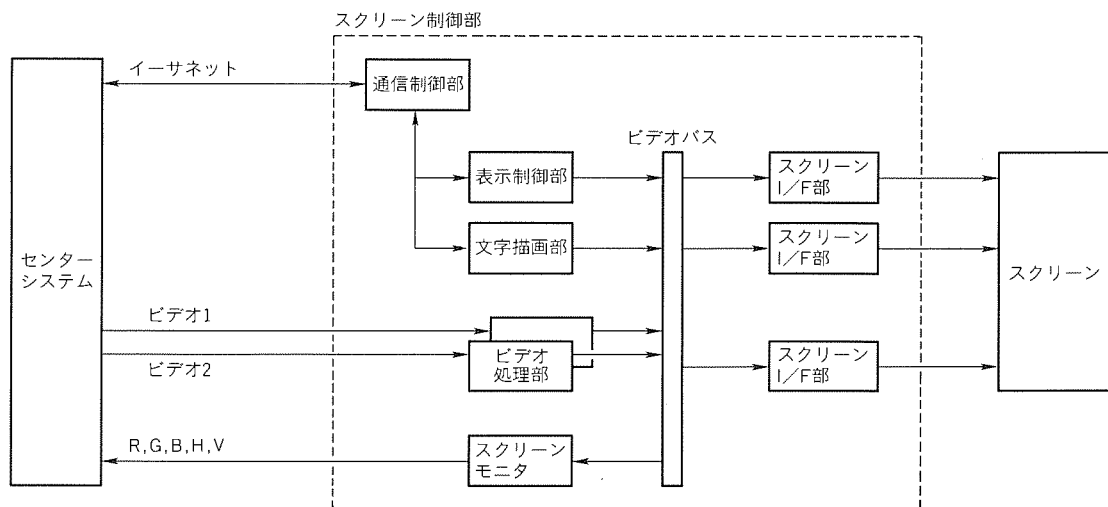 スクリーン制御部
イーサネット
通信制御部
ビデオバス
表示制御部
スクリーン
I/F部
文字描画部
スクリーン
I/F部
センター
システム
スクリーン
ビデオ1
ビデオ2
ビデオ
処理部
スクリーン
I/F部
R,G,B,H,V
スクリーン
モニタ